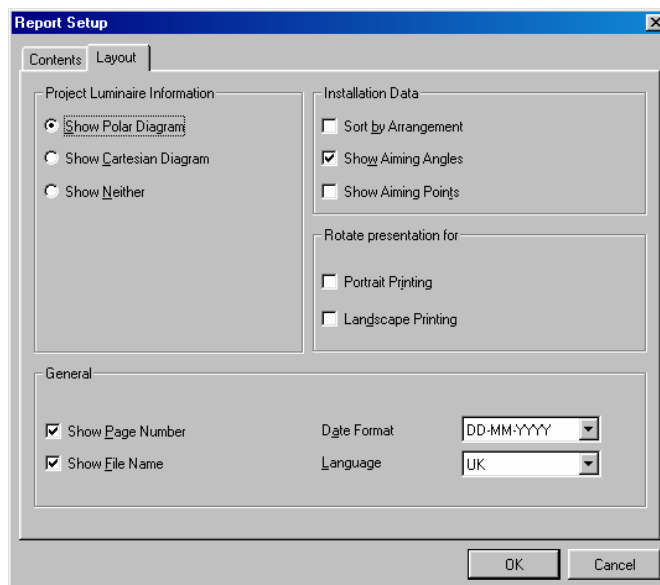 Report Setup
Contents
Layout
Project Luminaire Information
Show Polar Diagram
Show Cartesian Diagram
Show Neither
Installation Data
Sort by Arrangement
Show Aiming Angles
Show Aiming Points
Rotate presentation for
Portrait Printing
Landscape Printing
General
Show Page Number
Show File Name
Date Format
DD-MM-YYYY
Language
UK
OK
Cancel